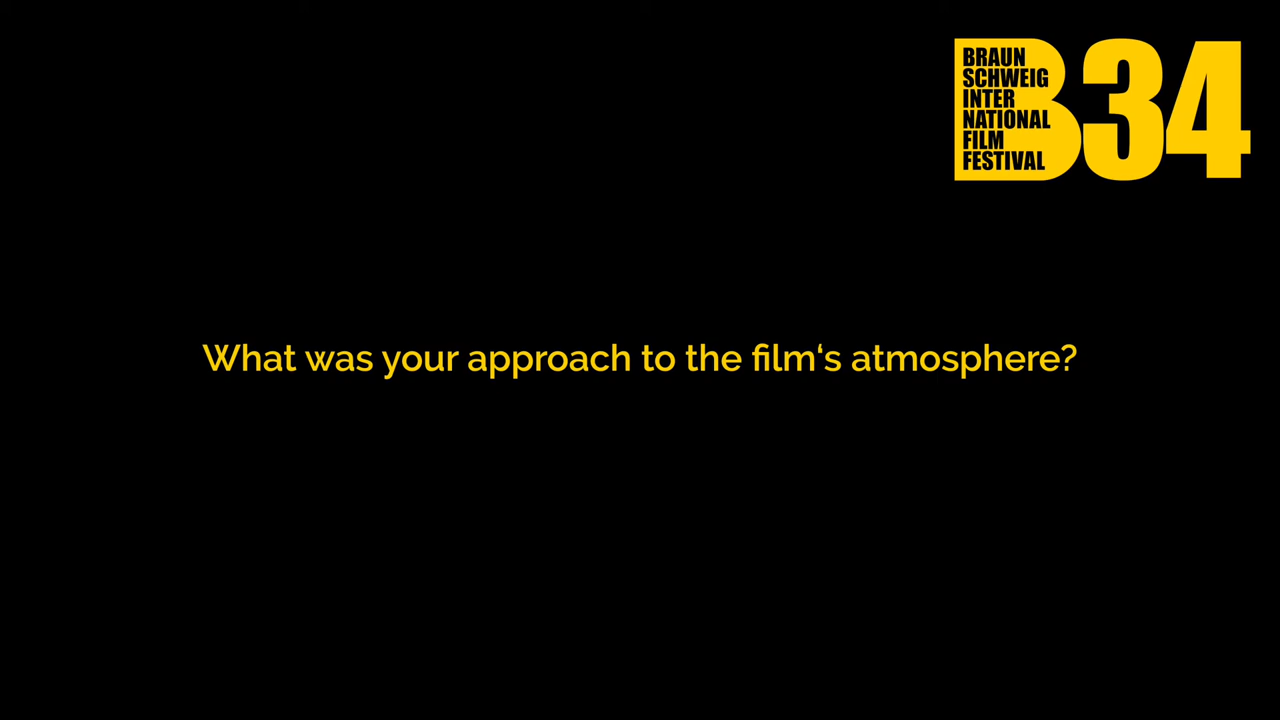 BRAUN
SCHWEIG
INTER
NATIONAL
FILM
FESTIVAL
B34
What was your approach to the film‘s atmosphere?